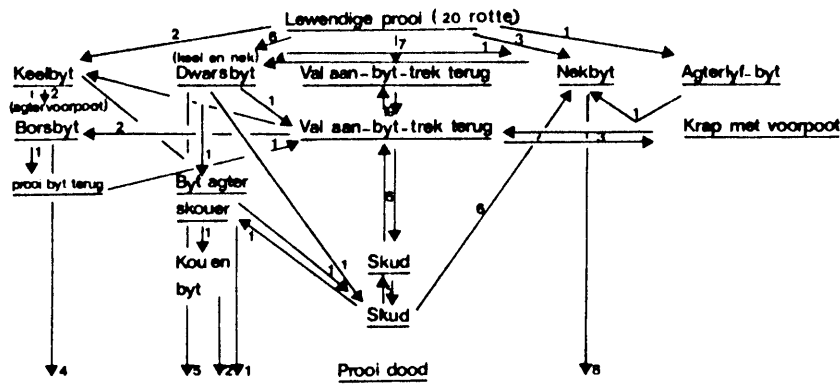 Lewendige prooi (20 rotte)
2
6
7
1
3
1
(keel en nek)
Keelbyt
Dwarsbyt
Val aan-byt-trek terug
Nekbyt
Agterlyf-byt
1 2
(agtervoorpoot)
1
1
Borsbyt
2
Val aan-byt-trek terug
7
3
Krap met voorpoot
1
1
1
prooi byt terug
Byt agter
skouer
6
1
1
1
1
Kou en
byt
Skud
Skud
4
5
2
1
Prooi dood
8